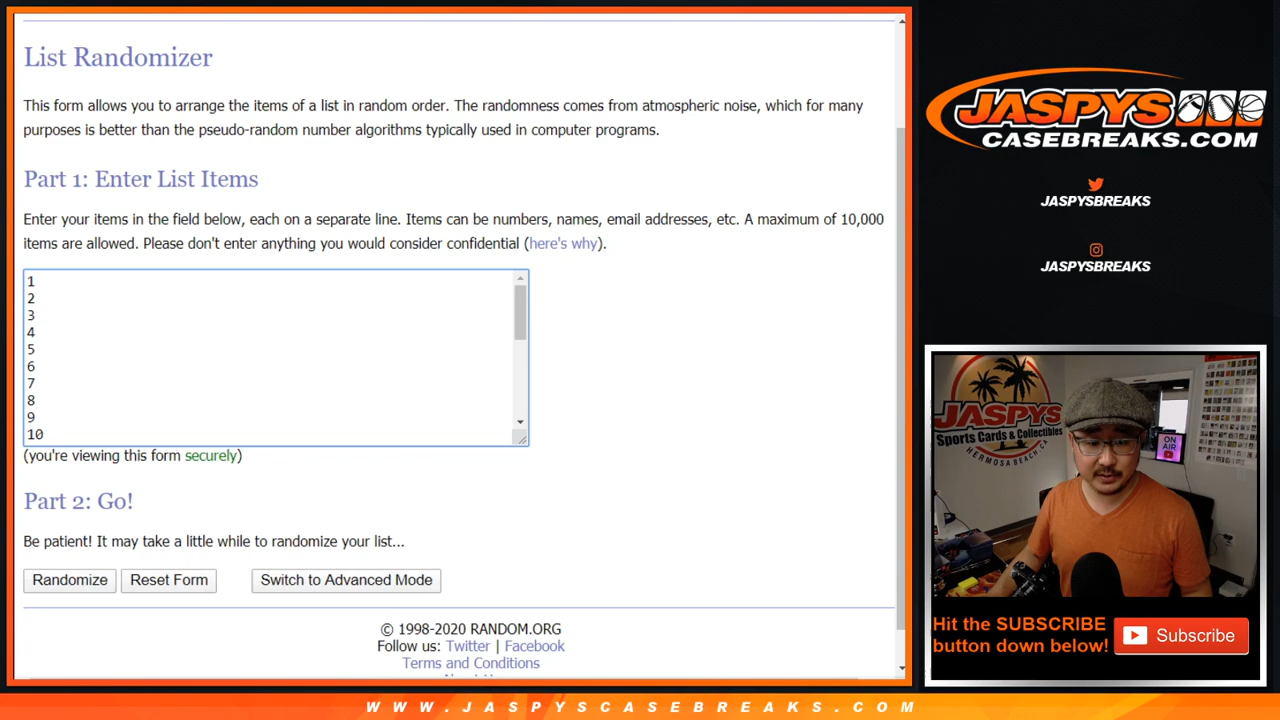 List Randomizer
This form allows you to arrange the items of a list in random order. The randomness comes from atmospheric noise, which for many
purposes is better than the pseudo-random number algorithms typically used in computer programs.
Part 1: Enter List Items
Enter your items in the field below, each on a separate line. Items can be numbers, names, email addresses, etc. A maximum of 10,000
items are allowed. Please don't enter anything you would consider confidential (here's why).
1
2
3
4
5
6
7
8
9
10
(you're viewing this form securely)
Part 2: Go!
Be patient! It may take a little while to randomize your list...
Randomize Reset Form Switch to Advanced Mode
© 1998-2020 RANDOM.ORG
Follow us: Twitter | Facebook
Terms and Conditions
JASPYS
CASEBREAKS.COM
JASPYSBREAKS
JASPYSBREAKS
JASPYS
Sports Cards & Collectibles
HERMOSA BEACH, CA
ON
AIR
Hit the SUBSCRIBE
button down below!
Subscribe
WWW.JASPYSCASEBREAKS.COM